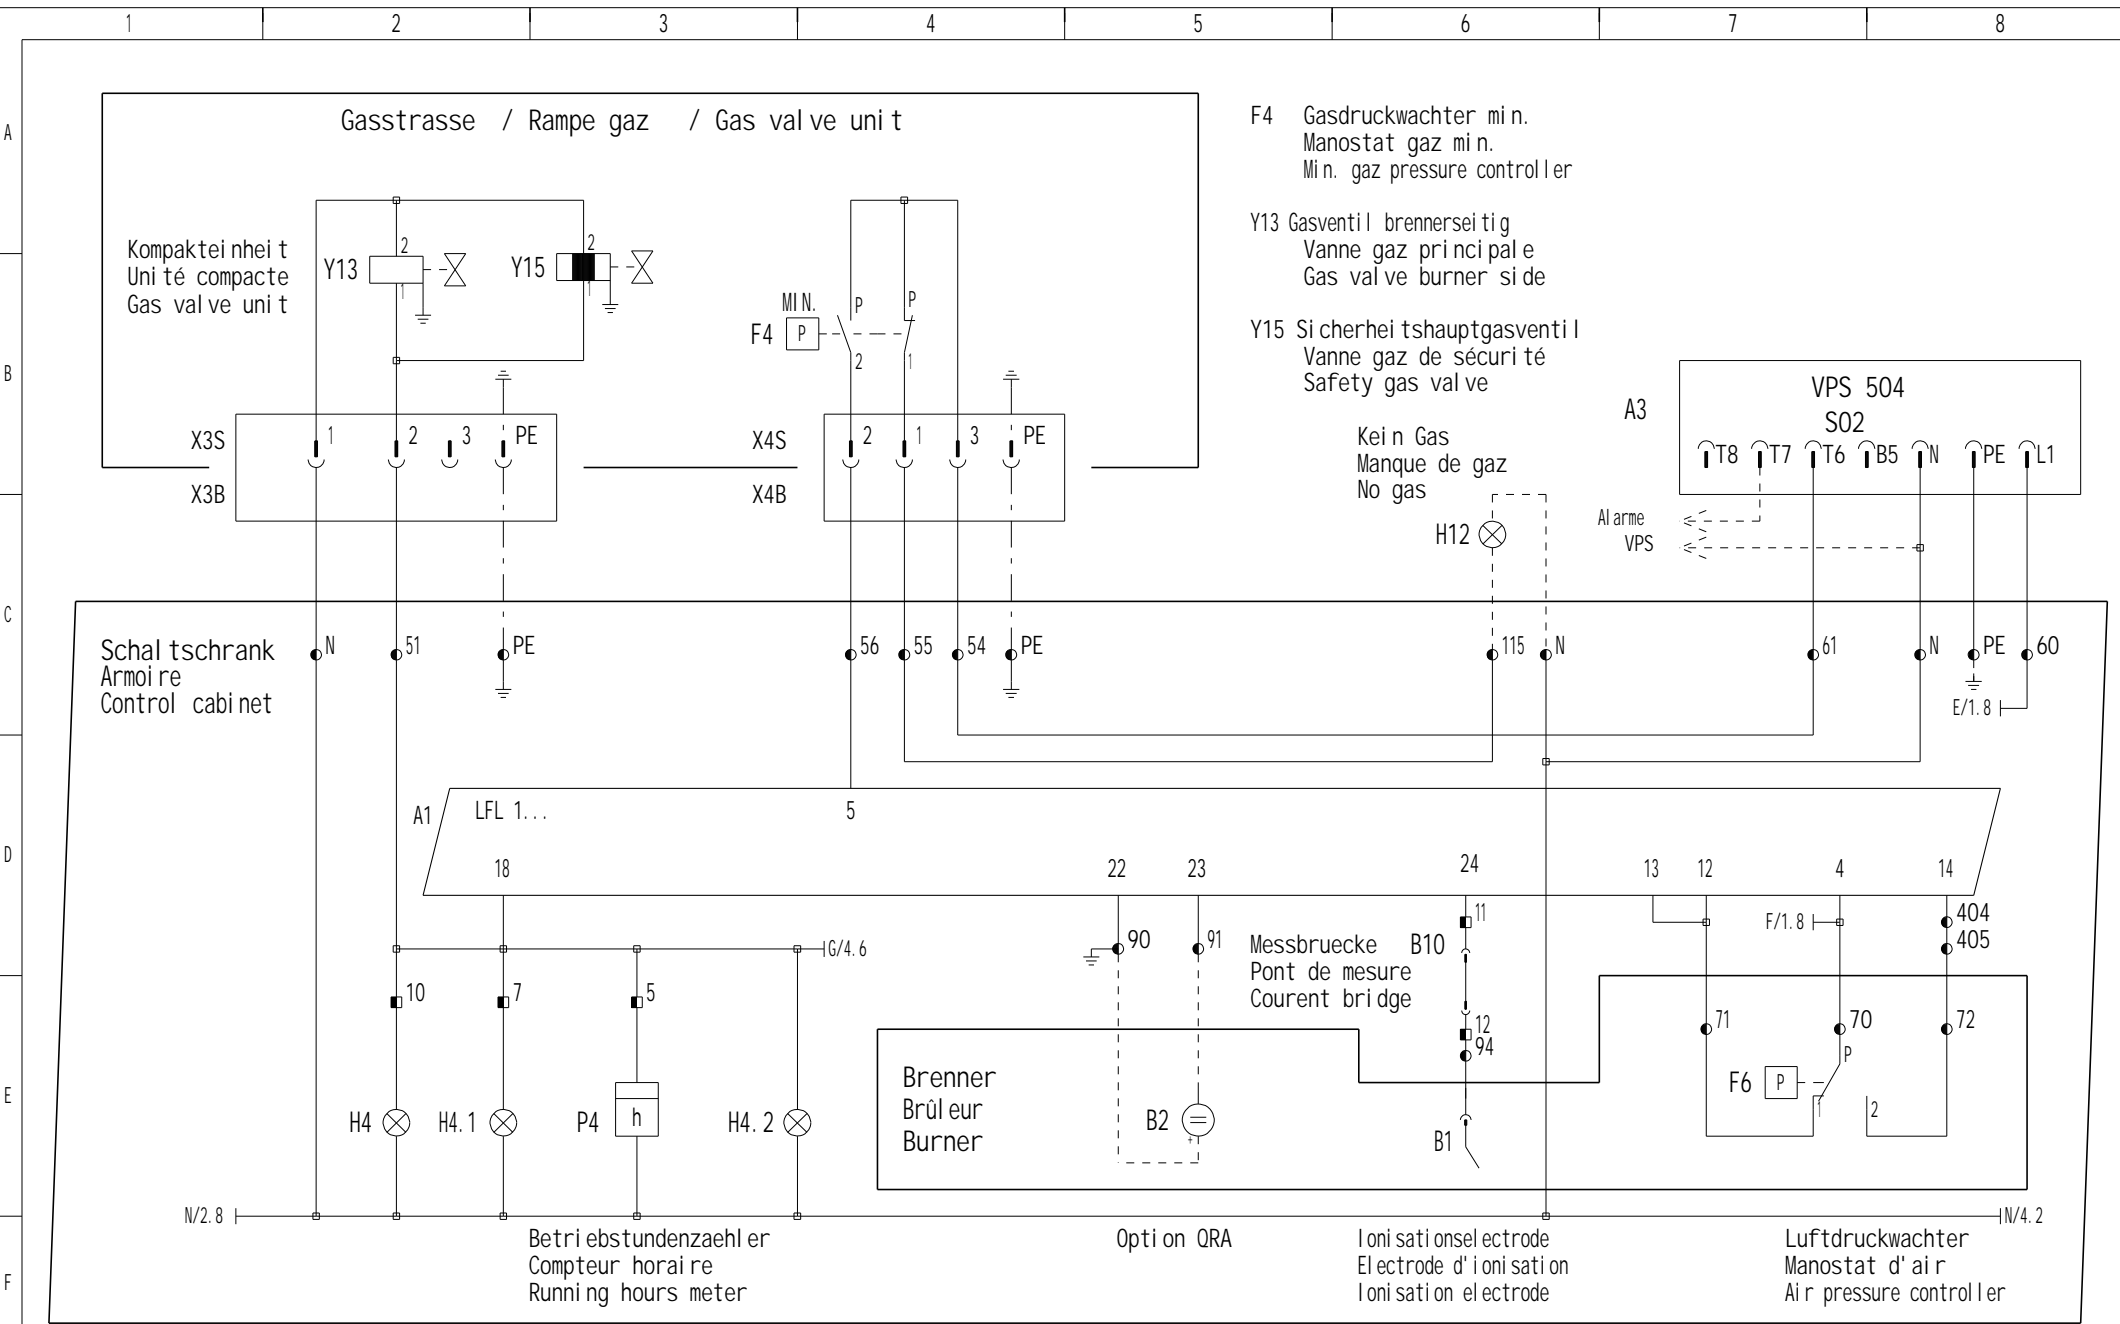 1 2 3 4 5 6 7 8
A
Gasstrasse / Rampe gaz / Gas valve unit
F4 Gasdruckwachter min.
Manostat gaz min.
Min. gaz pressure controller
Y13 Gasventil brennerseitig
Vanne gaz principale
Gas valve burner side
Y15 Sicherheitshauptgasventil
Vanne gaz de sécurité
Safety gas valve
Kompakteinheit
Unité compacte
Gas valve unit
Y13 2 1
Y15 2 1
MIN.
F4 P P P
2 1
B
X3S 1 2 3 PE
X3B
X4S 2 1 3 PE
X4B
Kein Gas
Manque de gaz
No gas
H12
A3
VPS 504
S02
T8 T7 T6 B5 N PE L1
Alarme
VPS
C
Schaltschrank
Armoire
Control cabinet
N 51 PE 56 55 54 PE 115 N 61 N PE 60
E/1.8
D
A1 LFL 1... 5
18 22 23 24 13 12 4 14
G/4.6
90 91
Messbruecke
Pont de mesure
Courent bridge
B10
11
12
94
F/1.8
404
405
10 7 5
71 70 72
E
H4 H4.1 P4 h H4.2
Brenner
Brûleur
Burner
B2 +
B1
F6 P P
1 2
N/2.8 N/4.2
F
Betriebstundenzaehler
Compteur horaire
Running hours meter
Option QRA
Ionisationselectrode
Electrode d'ionisation
Ionisation electrode
Luftdruckwachter
Manostat d'air
Air pressure controller